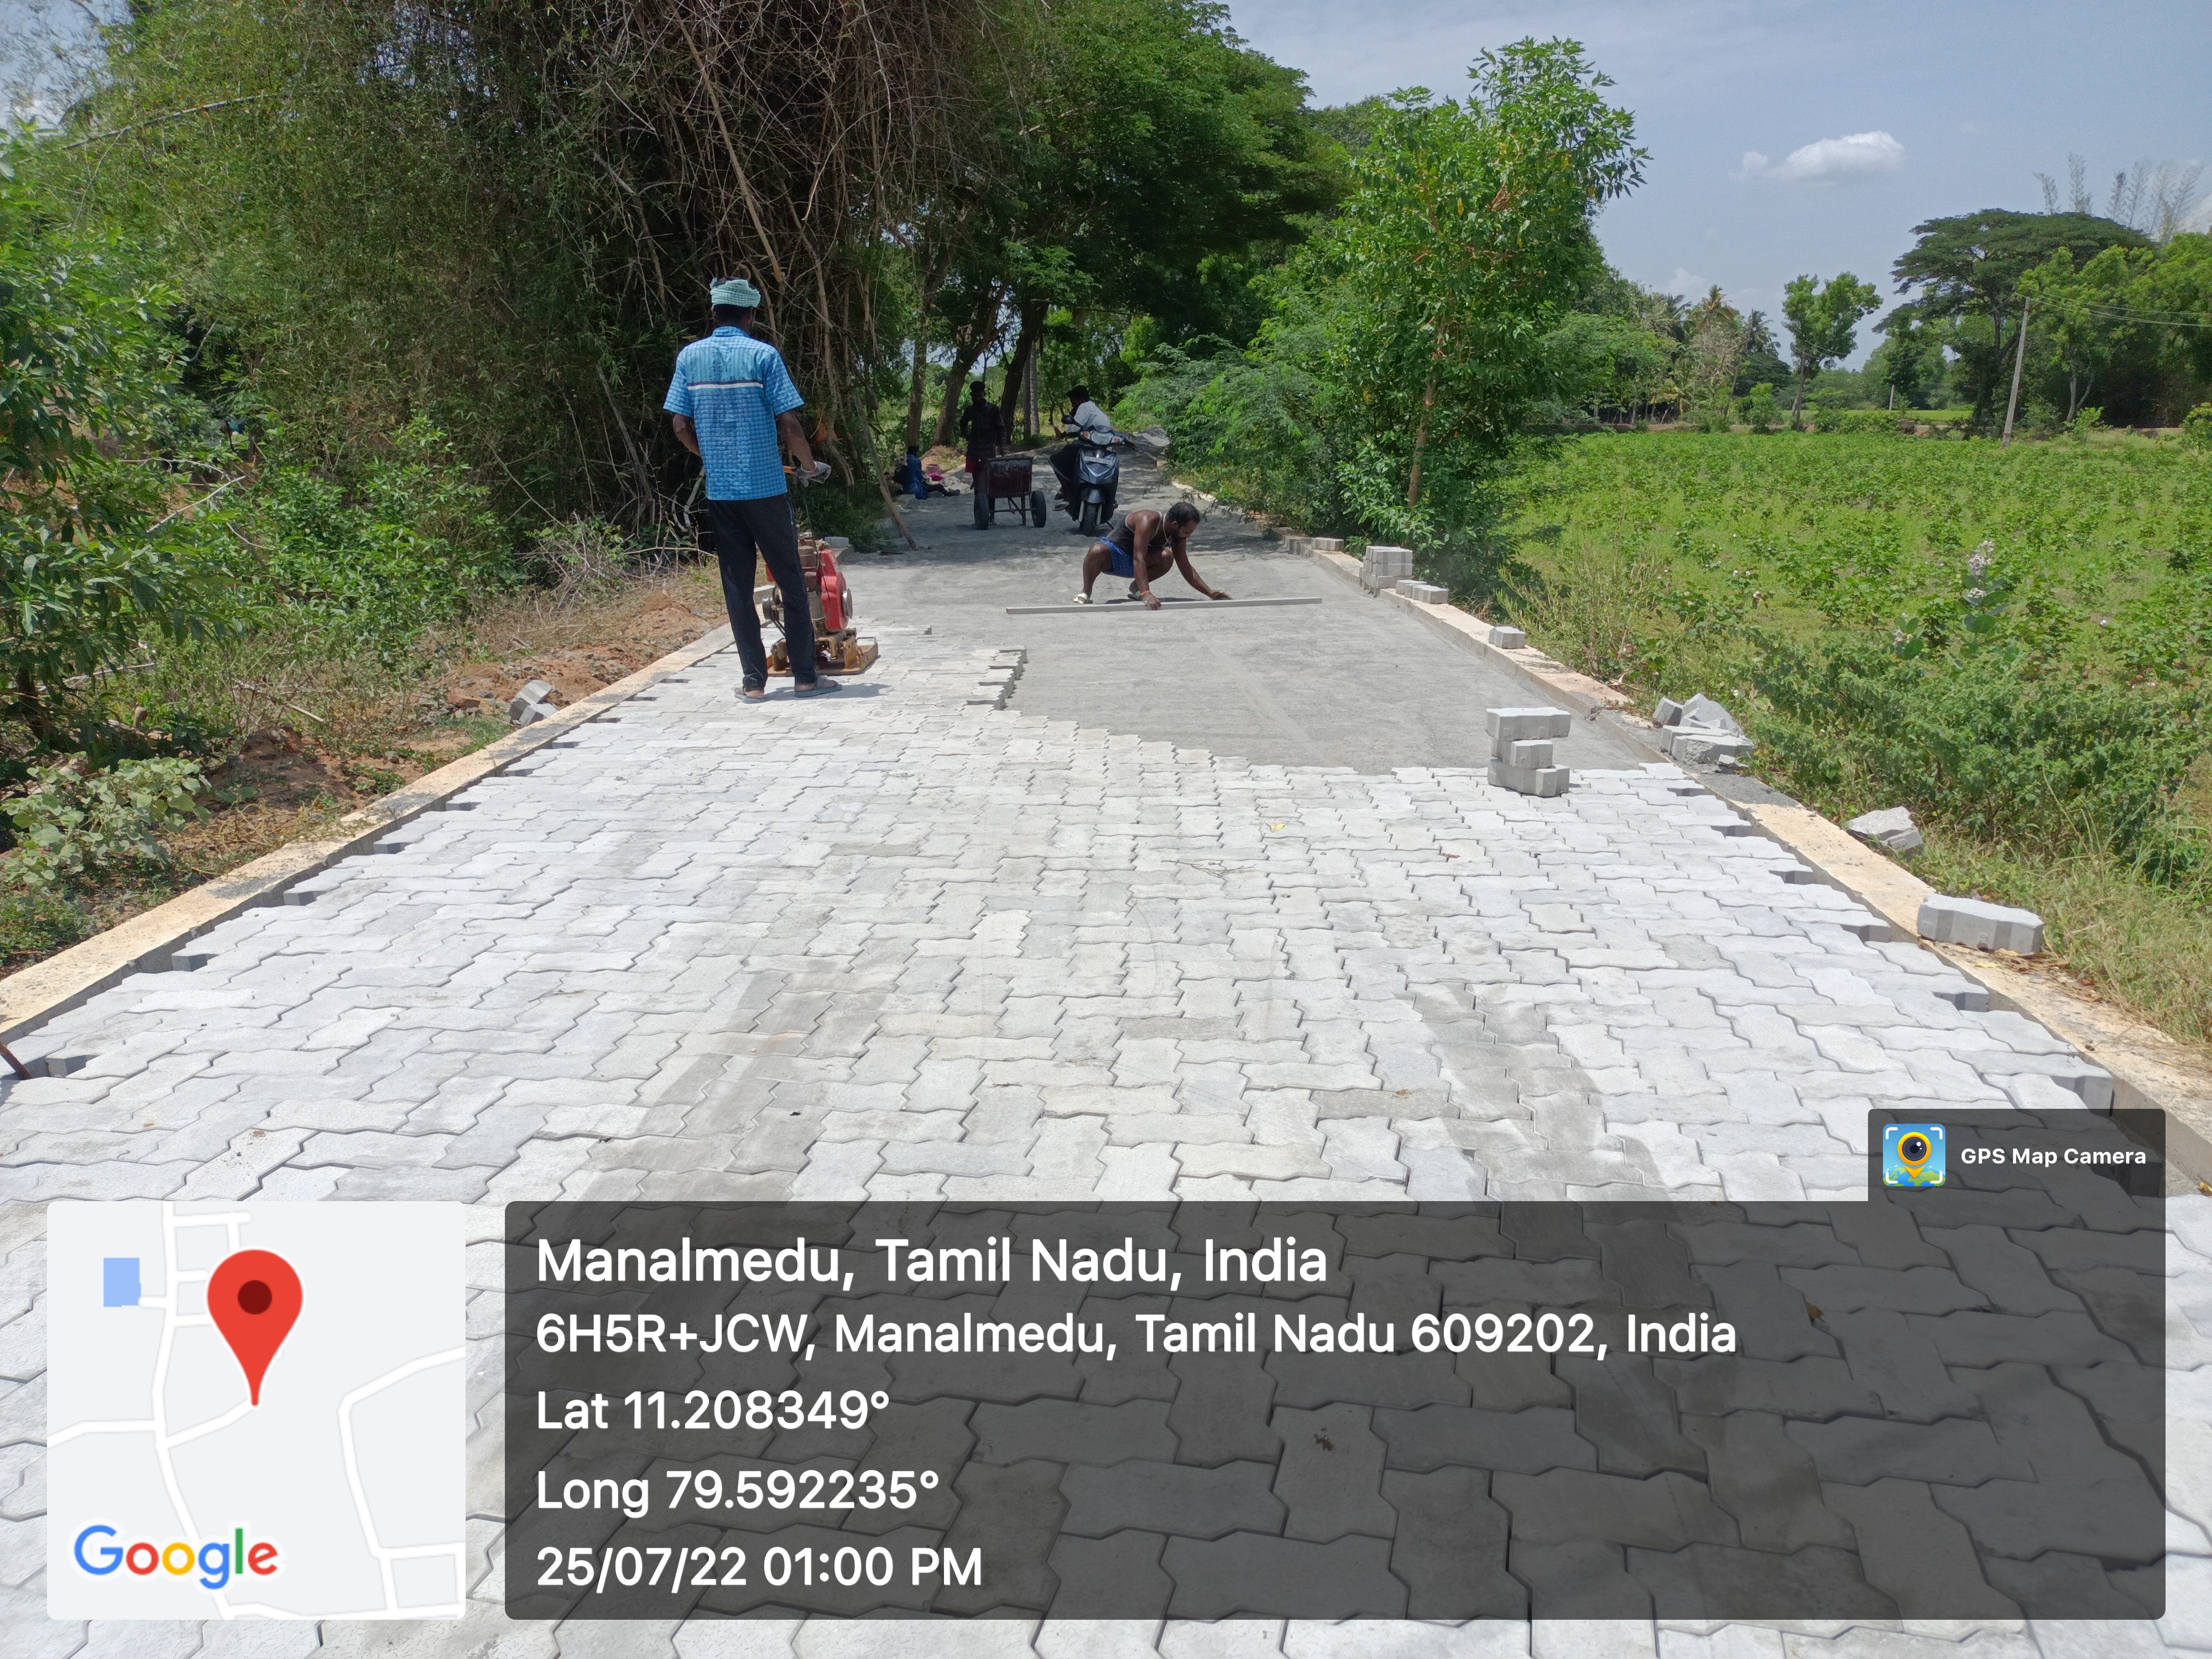 GPS Map Camera
Manalmedu, Tamil Nadu, India
6H5R+JCW, Manalmedu, Tamil Nadu 609202, India
Lat 11.208349°
Long 79.592235°
25/07/22 01:00 PM
Google